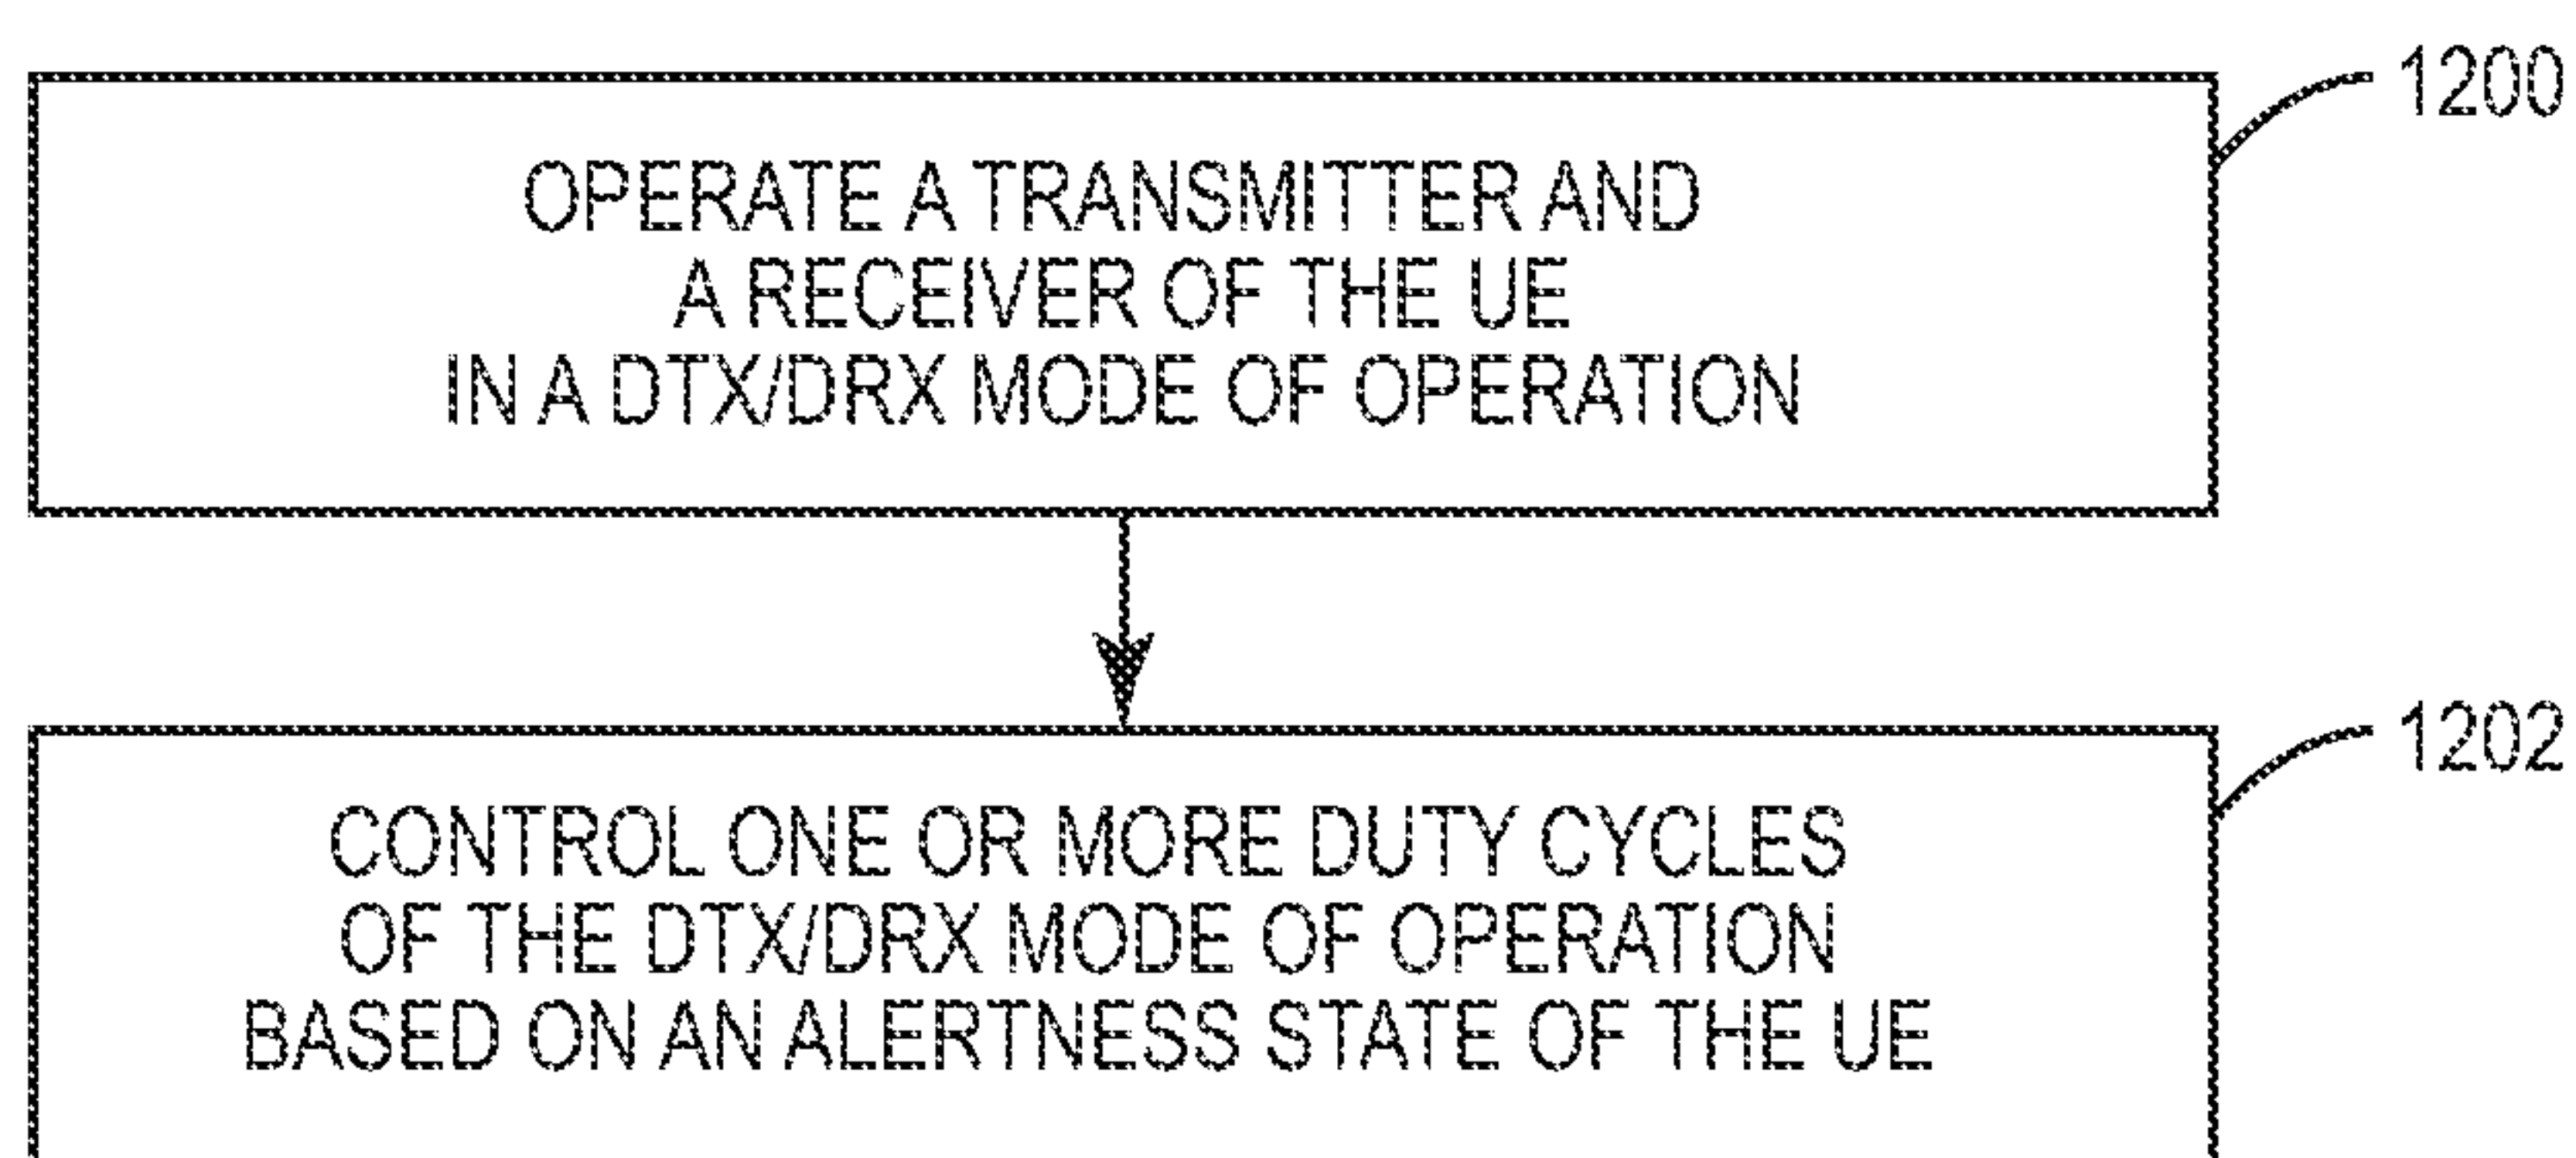 1200
OPERATE A TRANSMITTER AND
A RECEIVER OF THE UE
IN A DTX/DRX MODE OF OPERATION
1202
CONTROL ONE OR MORE DUTY CYCLES
OF THE DTX/DRX MODE OF OPERATION
BASED ON AN ALERTNESS STATE OF THE UE